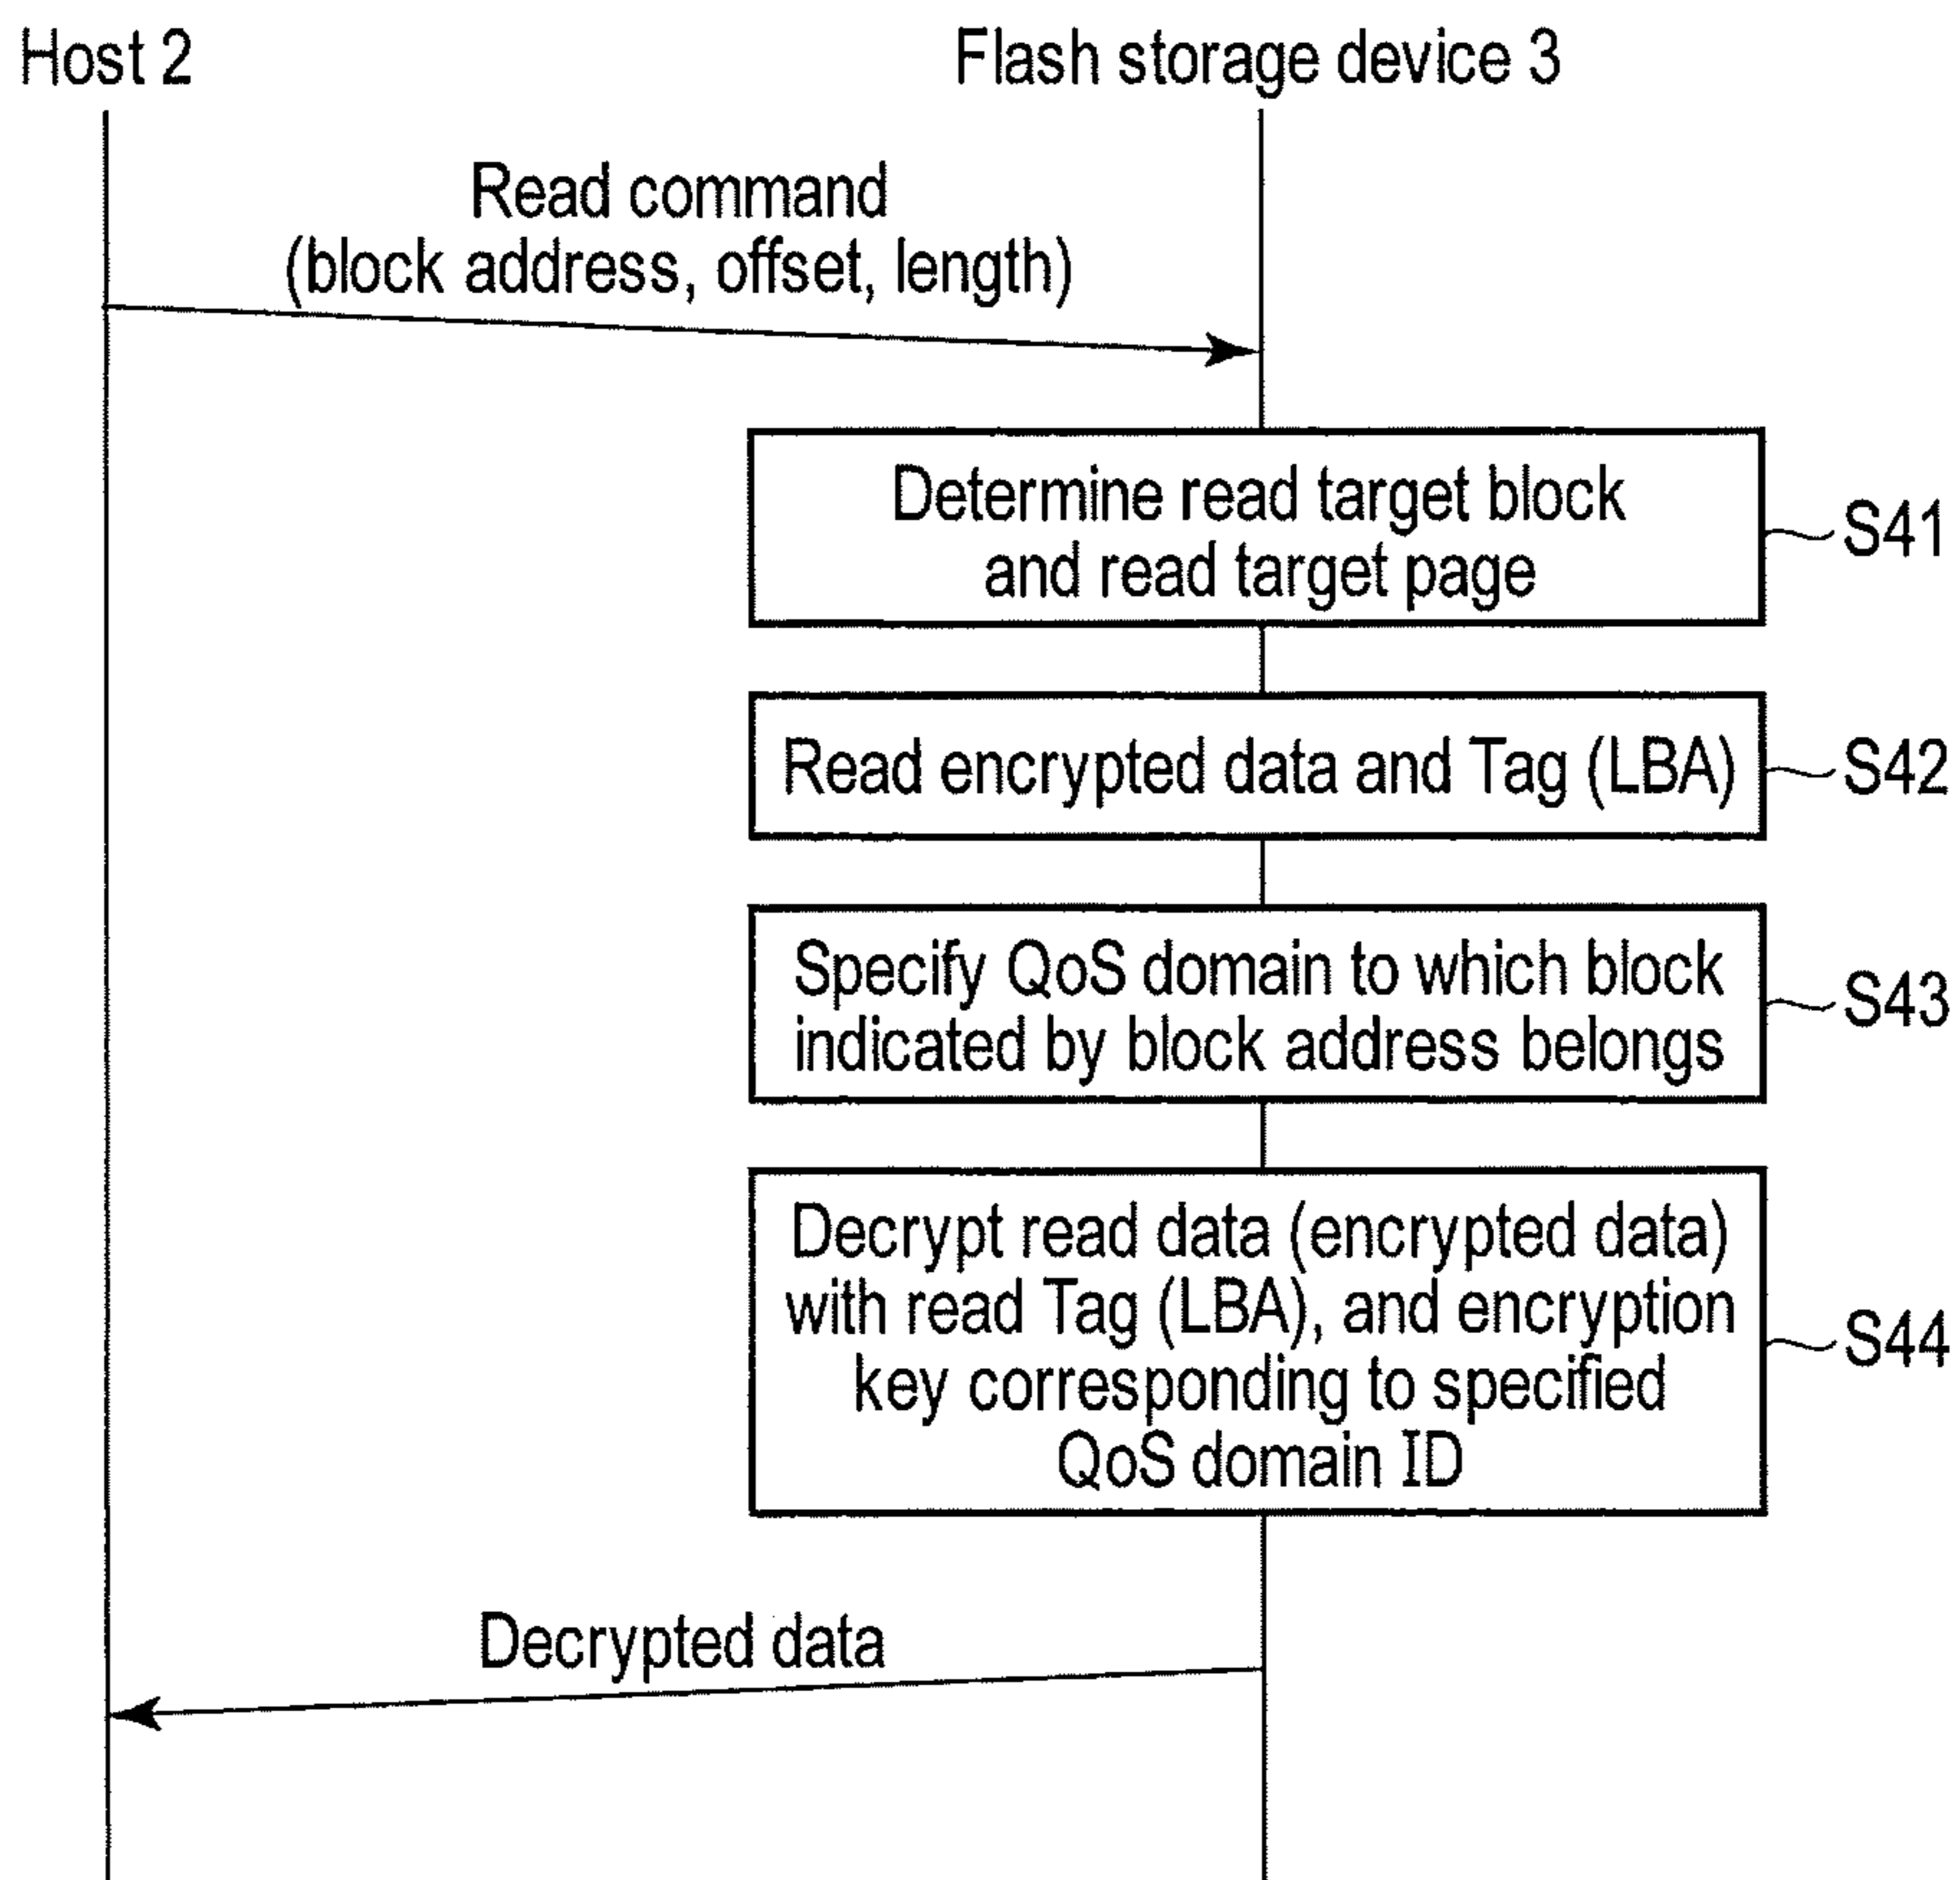 Host 2
Flash storage device 3
Read command
(block address, offset, length)
Determine read target block
and read target page
S41
Read encrypted data and Tag (LBA)
S42
Specify QoS domain to which block
indicated by block address belongs
S43
Decrypt read data (encrypted data)
with read Tag (LBA), and encryption
key corresponding to specified
QoS domain ID
S44
Decrypted data